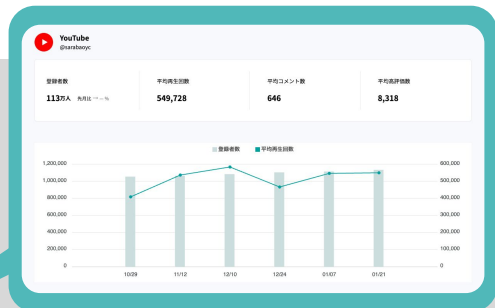 YouTube
@sarabaoyc
登録者数 平均再生回数 平均コメント数 平均高評価数
113万人 先月比 ー --% 549,728 646 8,318
登録者数 平均再生回数
1,200,000 600,000
1,000,000 500,000
800,000 400,000
600,000 300,000
400,000 200,000
200,000 100,000
0 0
10/29 11/12 12/10 12/24 01/07 01/21